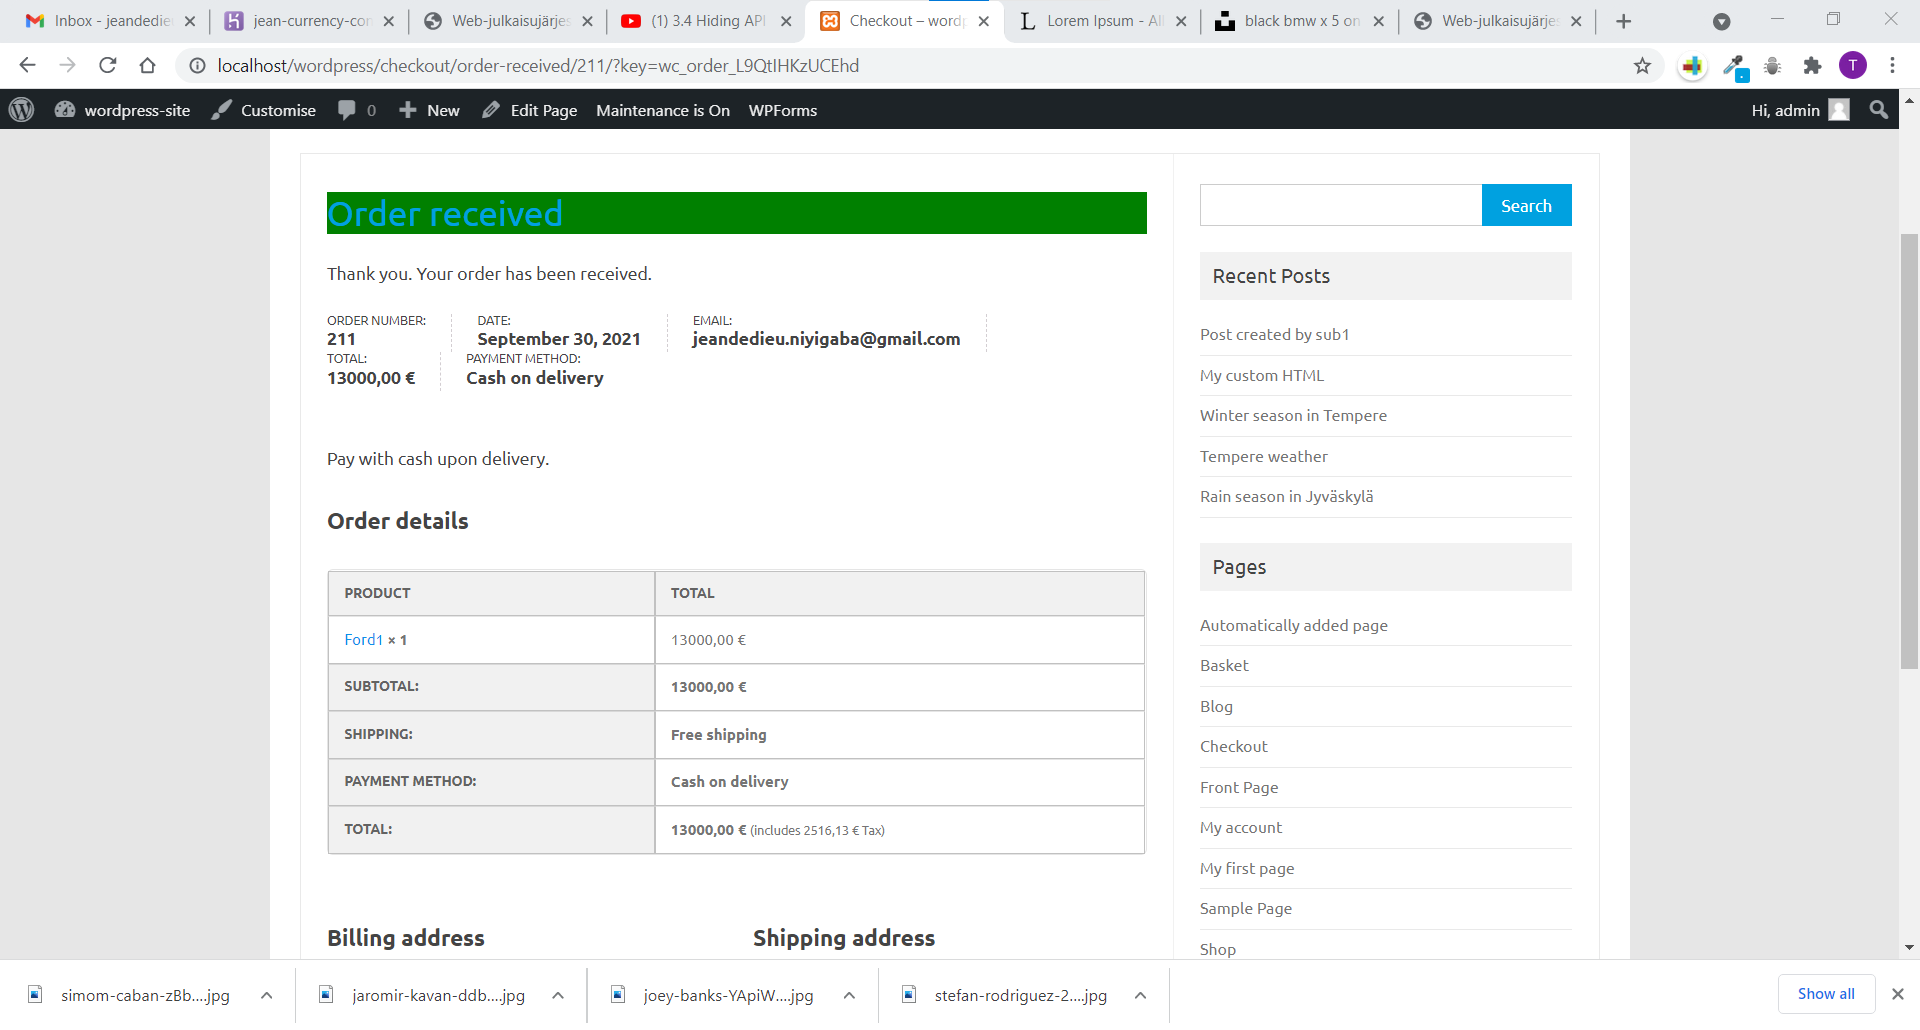 Inbox - jeandedie
jean-currency-con
Web-julkaisujärjes
(1) 3.4 Hiding API
Checkout – wordp
Lorem Ipsum - All
black bmw x 5 on
Web-julkaisujärjes
localhost/wordpress/checkout/order-received/211/?key=wc_order_L9QtIHKzUCEhd
T
wordpress-site
Customise
0
New
Edit Page
Maintenance is On
WPForms
Hi, admin
Order received
Thank you. Your order has been received.
ORDER NUMBER:
211
DATE:
September 30, 2021
EMAIL:
jeandedieu.niyigaba@gmail.com
TOTAL:
13000,00 €
PAYMENT METHOD:
Cash on delivery
Pay with cash upon delivery.
Order details
PRODUCT TOTAL
Ford1 × 1 13000,00 €
SUBTOTAL: 13000,00 €
SHIPPING: Free shipping
PAYMENT METHOD: Cash on delivery
TOTAL: 13000,00 € (includes 2516,13 € Tax)
Billing address
Shipping address
Search
Recent Posts
Post created by sub1
My custom HTML
Winter season in Tempere
Tempere weather
Rain season in Jyväskylä
Pages
Automatically added page
Basket
Blog
Checkout
Front Page
My account
My first page
Sample Page
Shop
simom-caban-zBb....jpg
jaromir-kavan-ddb....jpg
joey-banks-YApiW....jpg
stefan-rodriguez-2....jpg
Show all